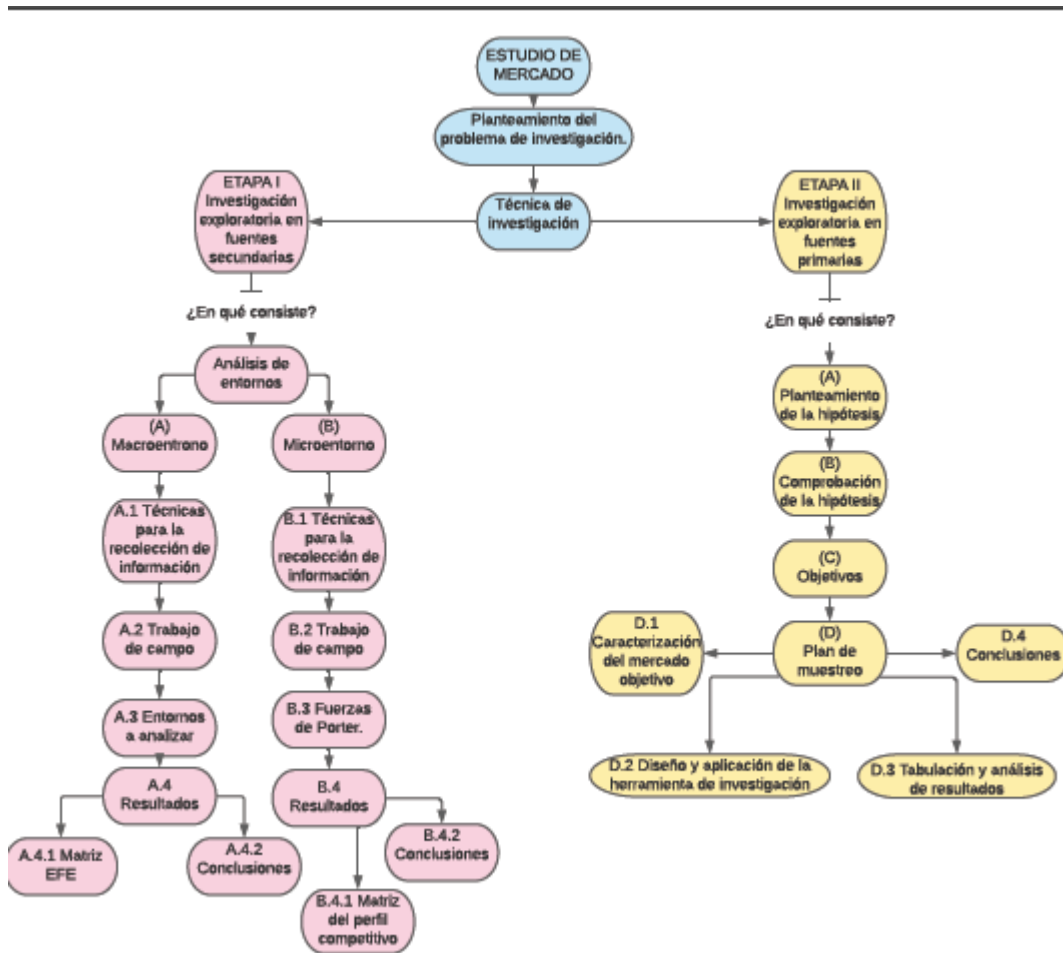 ESTUDIO DE
MERCADO
Planteamiento del
problema de investigación.
Técnica de
investigación
ETAPA I
Investigación
exploratoria en
fuentes
secundarias
¿En qué consiste?
Análisis de
entornos
(A)
Macroentrono
A.1 Técnicas
para la
recolección de
información
A.2 Trabajo
de campo
A.3 Entornos
a analizar
A.4
Resultados
A.4.1 Matriz
EFE
A.4.2
Conclusiones
(B)
Microentorno
B.1 Técnicas
para la
recolección de
información
B.2 Trabajo
de campo
B.3 Fuerzas
de Porter.
B.4
Resultados
B.4.2
Conclusiones
B.4.1 Matriz
del perfil
competitivo
ETAPA II
Investigación
exploratoria en
fuentes
primarias
¿En qué consiste?
(A)
Planteamiento
de la hipótesis
(B)
Comprobación
de la hipótesis
(C)
Objetivos
(D)
Plan de
muestreo
D.1
Caracterización
del mercado
objetivo
D.4
Conclusiones
D.2 Diseño y aplicación de la
herramienta de investigación
D.3 Tabulación y análisis
de resultados